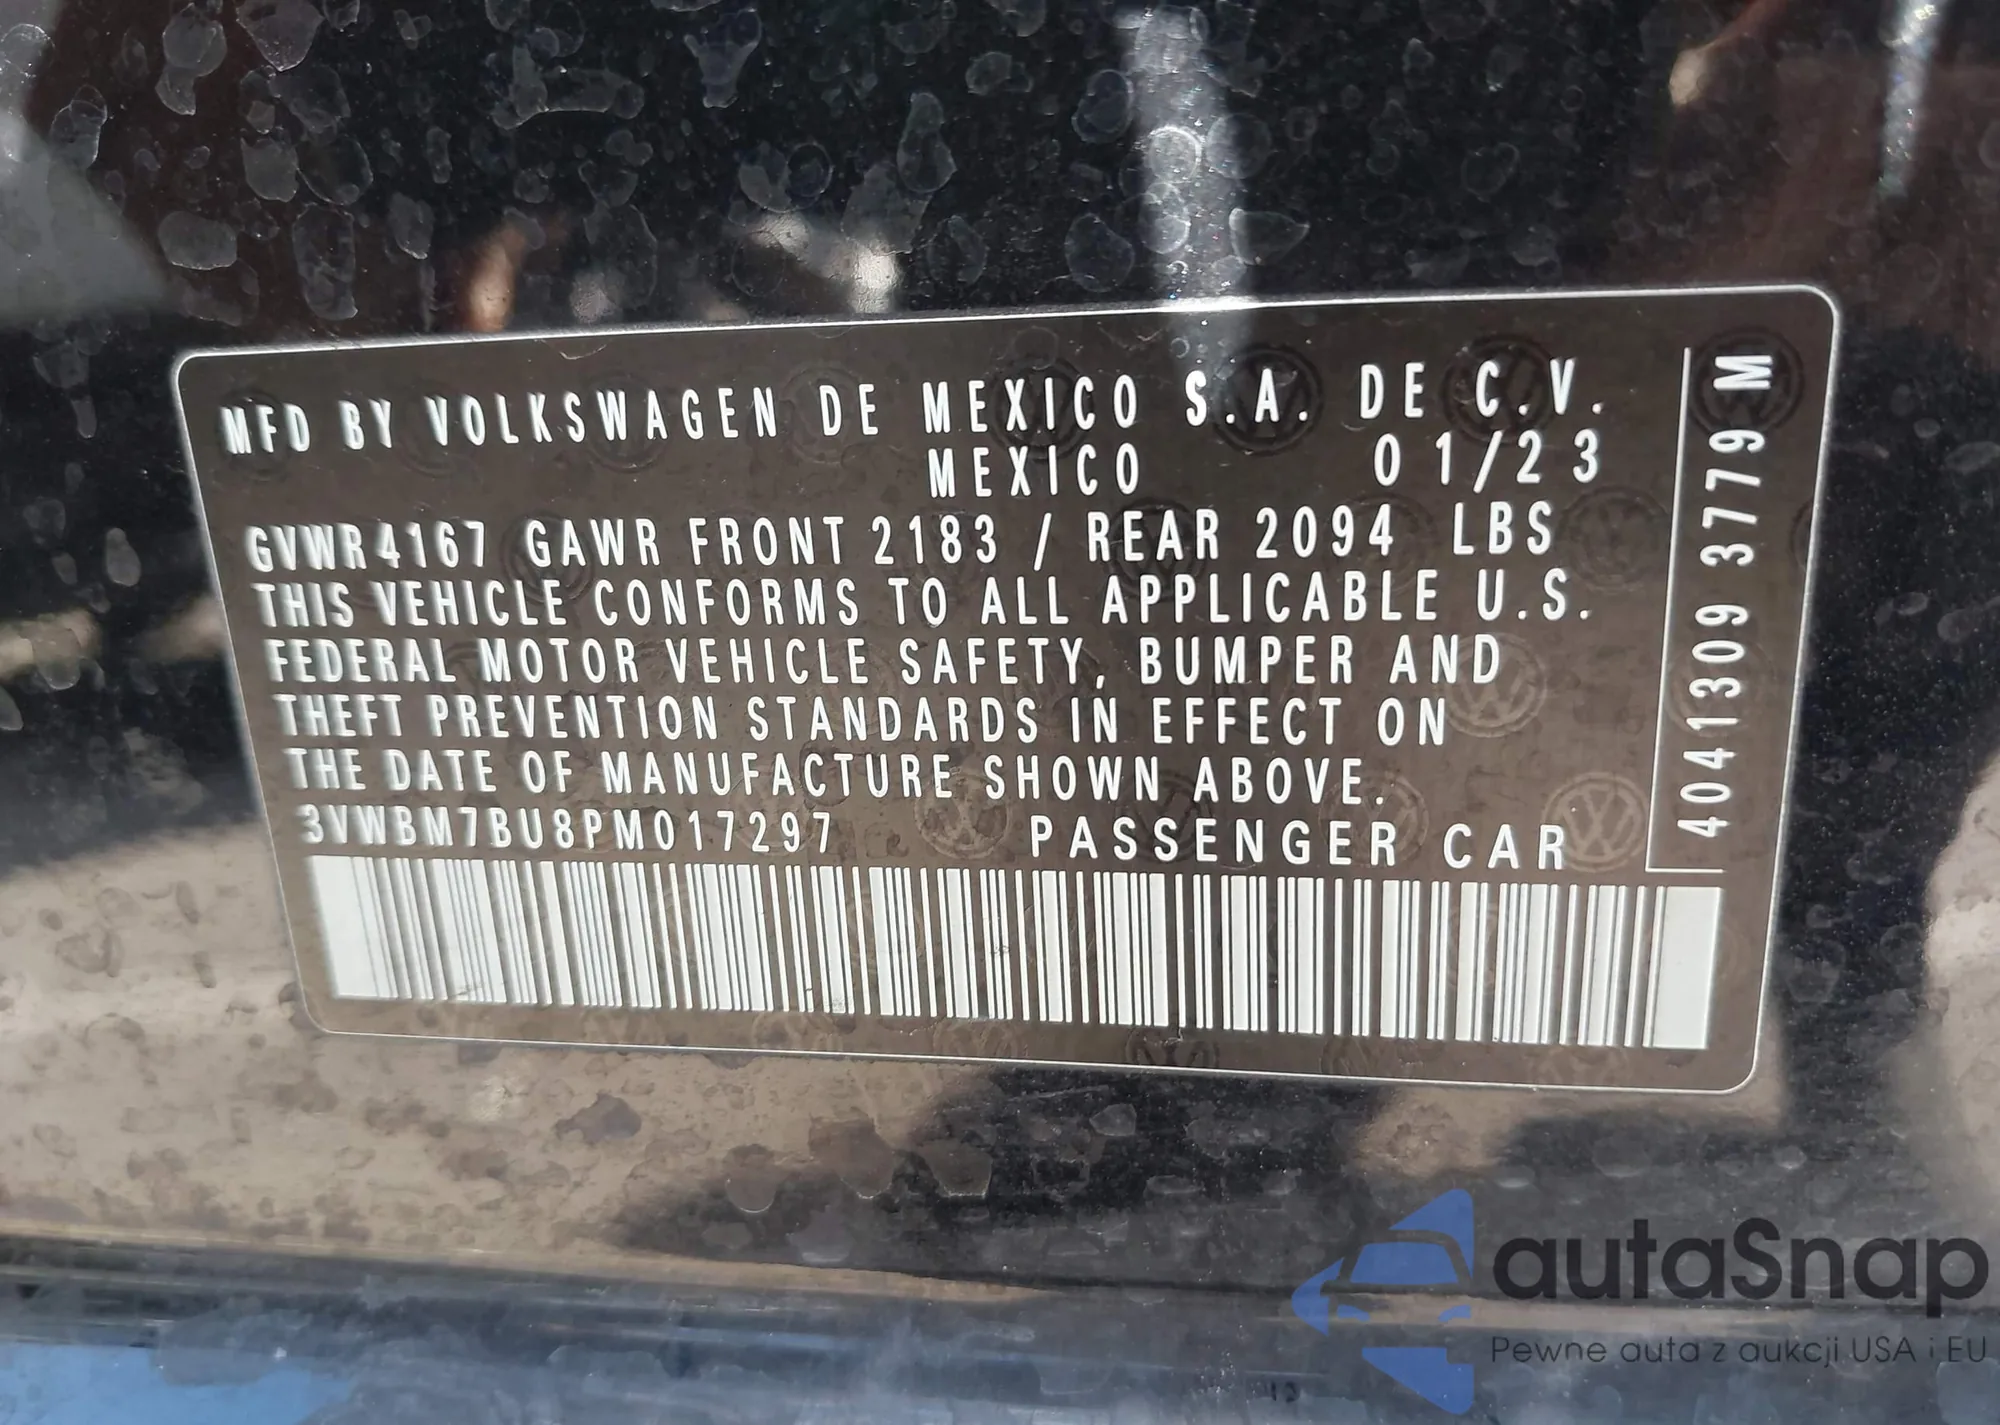 MFD BY VOLKSWAGEN DE MEXICO S.A. DE C.V.
MEXICO 01/23
GVWR 4167 GAWR FRONT 2183 / REAR 2094 LBS
THIS VEHICLE CONFORMS TO ALL APPLICABLE U.S.
FEDERAL MOTOR VEHICLE SAFETY, BUMPER AND
THEFT PREVENTION STANDARDS IN EFFECT ON
THE DATE OF MANUFACTURE SHOWN ABOVE.
3VWBM7BU8PM017297 PASSENGER CAR
4041309 3779 M
autaSnap
Pewne auta z aukcji USA i EU